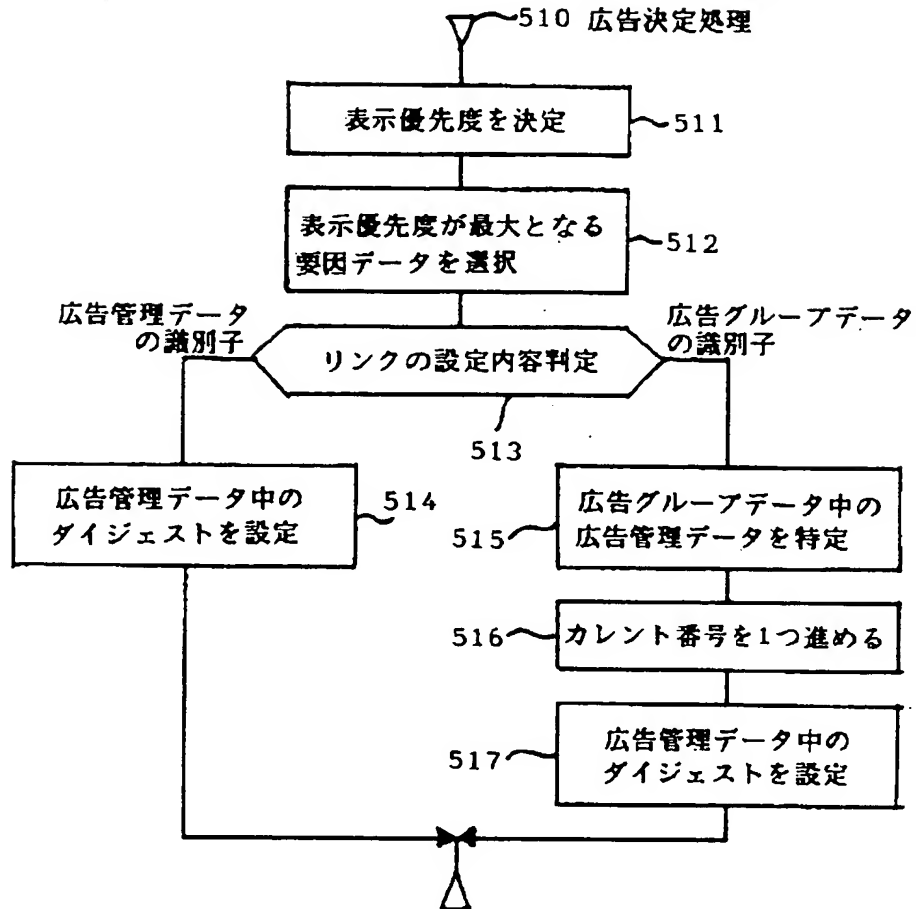 510 広告決定処理
表示優先度を決定
511
表示優先度が最大となる
要因データを選択
512
広告管理データ
の識別子
広告グループデータ
の識別子
リンクの設定内容判定
513
広告管理データ中の
ダイジェストを設定
514
広告グループデータ中の
広告管理データを特定
515
カレント番号を1つ進める
516
広告管理データ中の
ダイジェストを設定
517